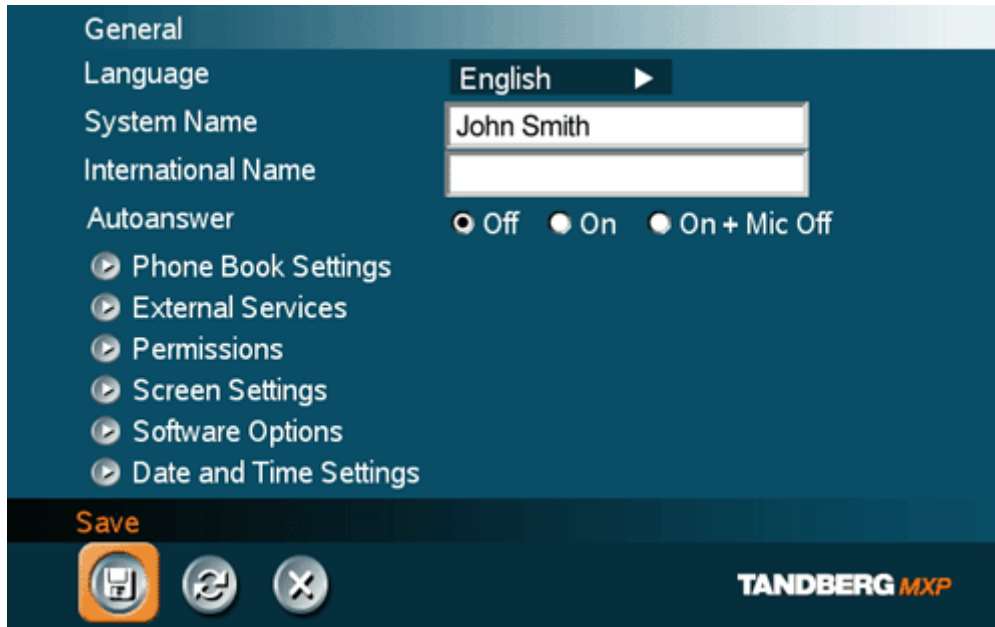 General
Language English
System Name John Smith
International Name
Autoanswer Off On On + Mic Off
Phone Book Settings
External Services
Permissions
Screen Settings
Software Options
Date and Time Settings
Save
TANDBERG MXP